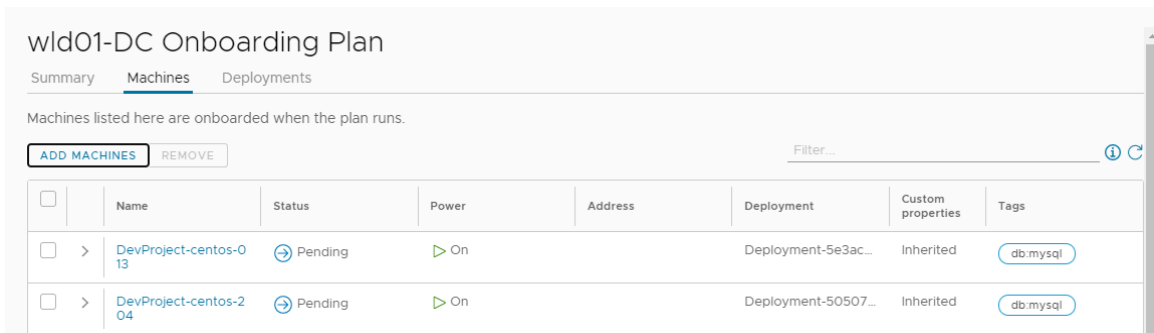 wld01-DC Onboarding Plan
Summary Machines Deployments
Machines listed here are onboarded when the plan runs.
ADD MACHINES REMOVE Filter...
Name Status Power Address Deployment Custom properties Tags
DevProject-centos-0 Pending On Deployment-5e3ac... Inherited db:mysql
13
DevProject-centos-2 Pending On Deployment-50507... Inherited db:mysql
04